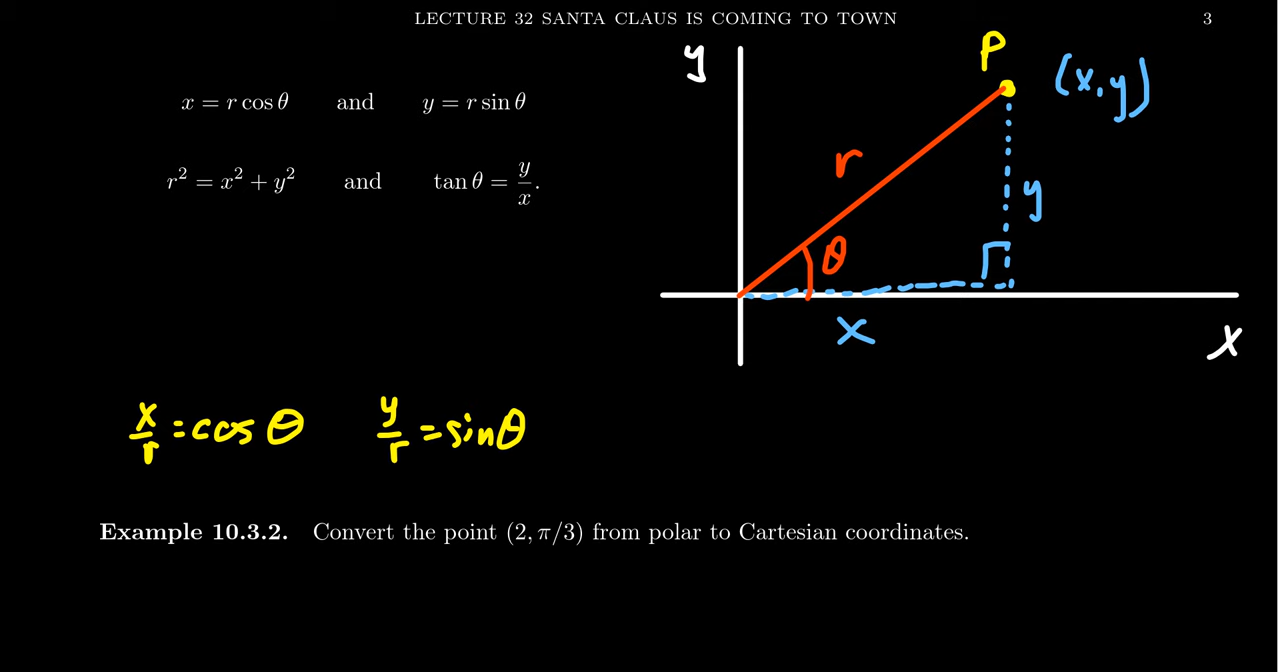 LECTURE 32 SANTA CLAUS IS COMING TO TOWN 3
x = r cos θ and y = r sin θ
r² = x² + y² and tan θ = y/x.
y
P
(x,y)
r
y
θ
x
x
x/r = cos θ y/r = sin θ
Example 10.3.2. Convert the point (2, π/3) from polar to Cartesian coordinates.